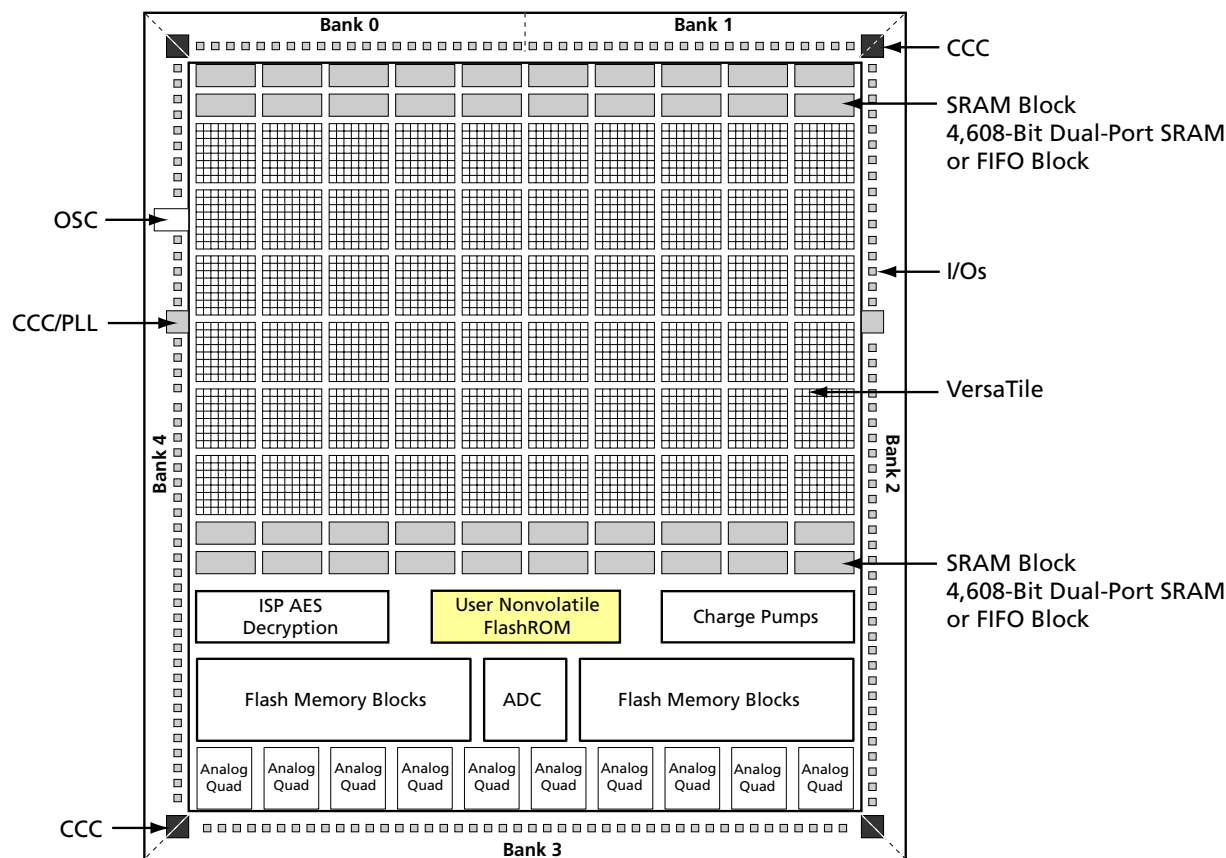 Bank 0
Bank 1
CCC
SRAM Block
4,608-Bit Dual-Port SRAM
or FIFO Block
OSC
I/Os
CCC/PLL
VersaTile
Bank 4
Bank 2
SRAM Block
4,608-Bit Dual-Port SRAM
or FIFO Block
ISP AES
Decryption
User Nonvolatile
FlashROM
Charge Pumps
Flash Memory Blocks
ADC
Flash Memory Blocks
Analog
Quad
Analog
Quad
Analog
Quad
Analog
Quad
Analog
Quad
Analog
Quad
Analog
Quad
Analog
Quad
Analog
Quad
Analog
Quad
CCC
Bank 3